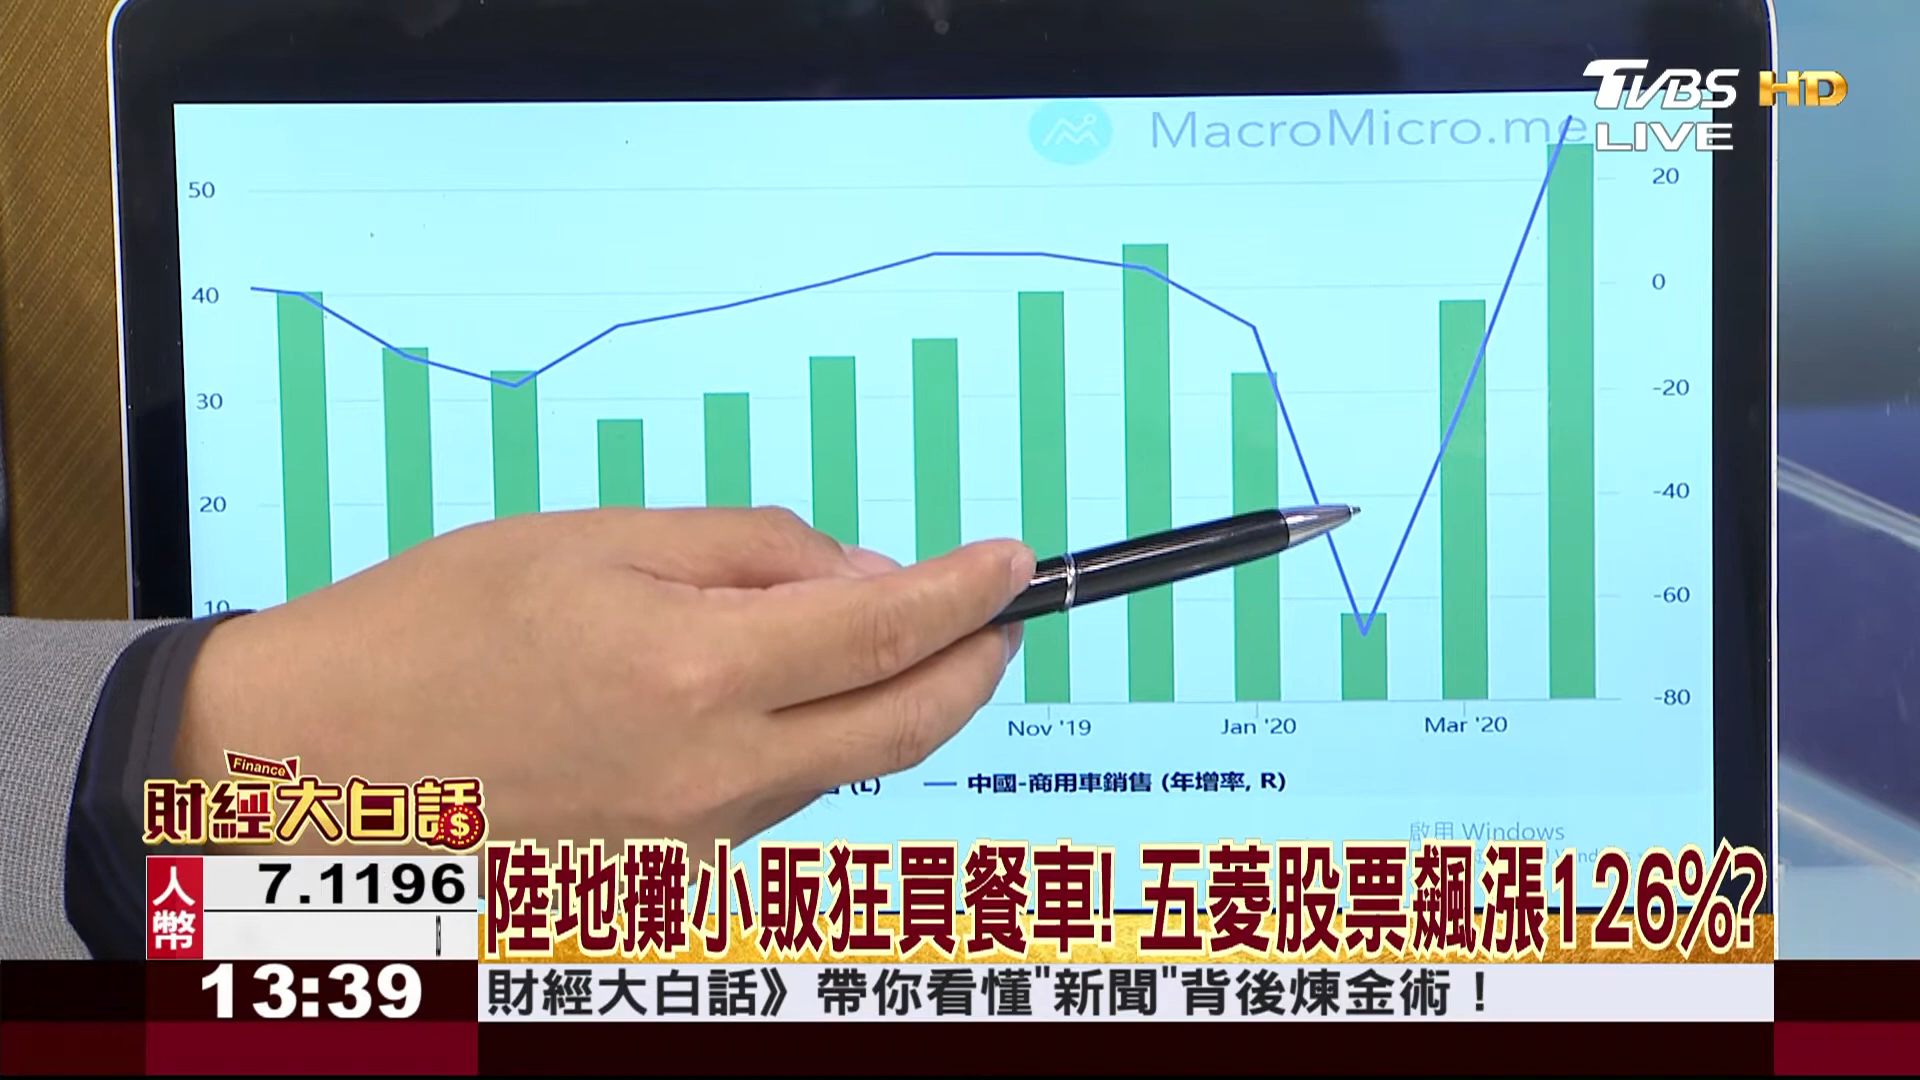 TVBS HD
LIVE
MacroMicro.me
50
40
30
20
10
20
0
-20
-40
-60
-80
Nov '19
Jan '20
Mar '20
(L)
中國-商用車銷售 (年增率, R)
啟用 Windows
Finance
財經大白話
人幣
7.1196
陸地攤小販狂買餐車! 五菱股票飆漲126%?
13:39
財經大白話》帶你看懂"新聞"背後煉金術！